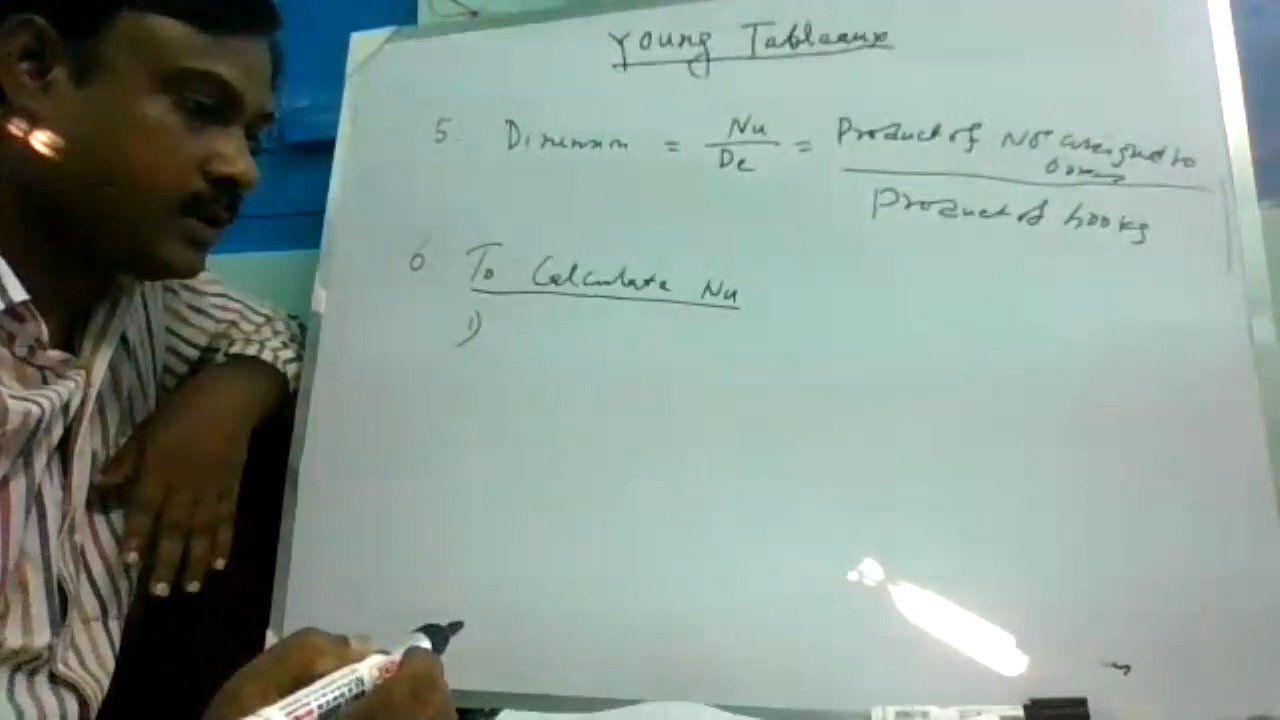 Young Tableaux
5. Dimension = Nu / De = Product of Nos assigned to boxes / Product of hooks
6 To Calculate Nu
1)